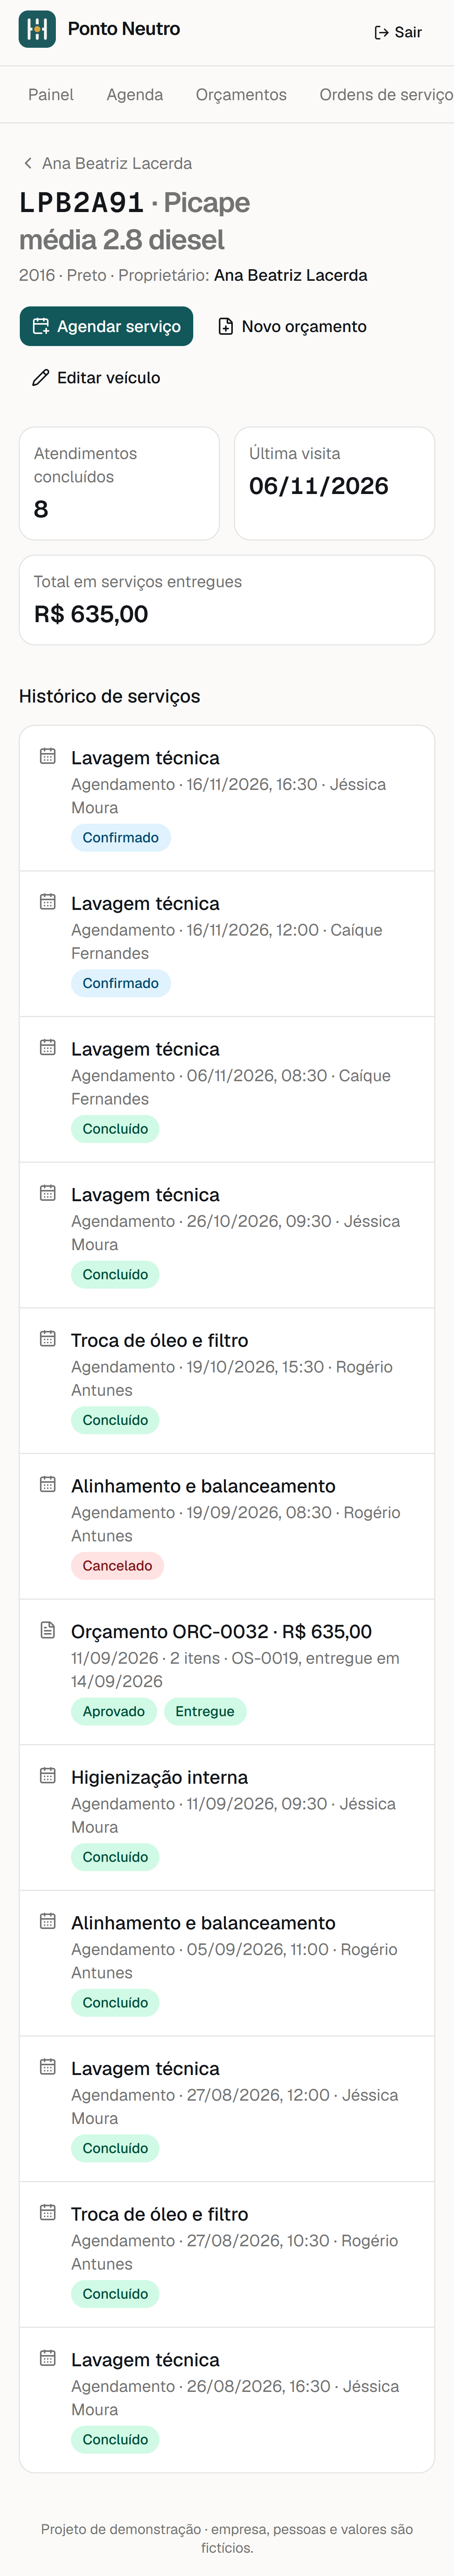 Ponto Neutro
Sair
Painel Agenda Orçamentos Ordens de serviço
Ana Beatriz Lacerda
LPB2A91 · Picape
média 2.8 diesel
2016 · Preto · Proprietário: Ana Beatriz Lacerda
Agendar serviço
Novo orçamento
Editar veículo
Atendimentos
concluídos
8
Última visita
06/11/2026
Total em serviços entregues
R$ 635,00
Histórico de serviços
Lavagem técnica
Agendamento · 16/11/2026, 16:30 · Jéssica
Moura
Confirmado
Lavagem técnica
Agendamento · 16/11/2026, 12:00 · Caíque
Fernandes
Confirmado
Lavagem técnica
Agendamento · 06/11/2026, 08:30 · Caíque
Fernandes
Concluído
Lavagem técnica
Agendamento · 26/10/2026, 09:30 · Jéssica
Moura
Concluído
Troca de óleo e filtro
Agendamento · 19/10/2026, 15:30 · Rogério
Antunes
Concluído
Alinhamento e balanceamento
Agendamento · 19/09/2026, 08:30 · Rogério
Antunes
Cancelado
Orçamento ORC-0032 · R$ 635,00
11/09/2026 · 2 itens · OS-0019, entregue em
14/09/2026
Aprovado Entregue
Higienização interna
Agendamento · 11/09/2026, 09:30 · Jéssica
Moura
Concluído
Alinhamento e balanceamento
Agendamento · 05/09/2026, 11:00 · Rogério
Antunes
Concluído
Lavagem técnica
Agendamento · 27/08/2026, 12:00 · Jéssica
Moura
Concluído
Troca de óleo e filtro
Agendamento · 27/08/2026, 10:30 · Rogério
Antunes
Concluído
Lavagem técnica
Agendamento · 26/08/2026, 16:30 · Jéssica
Moura
Concluído
Projeto de demonstração · empresa, pessoas e valores são
fictícios.